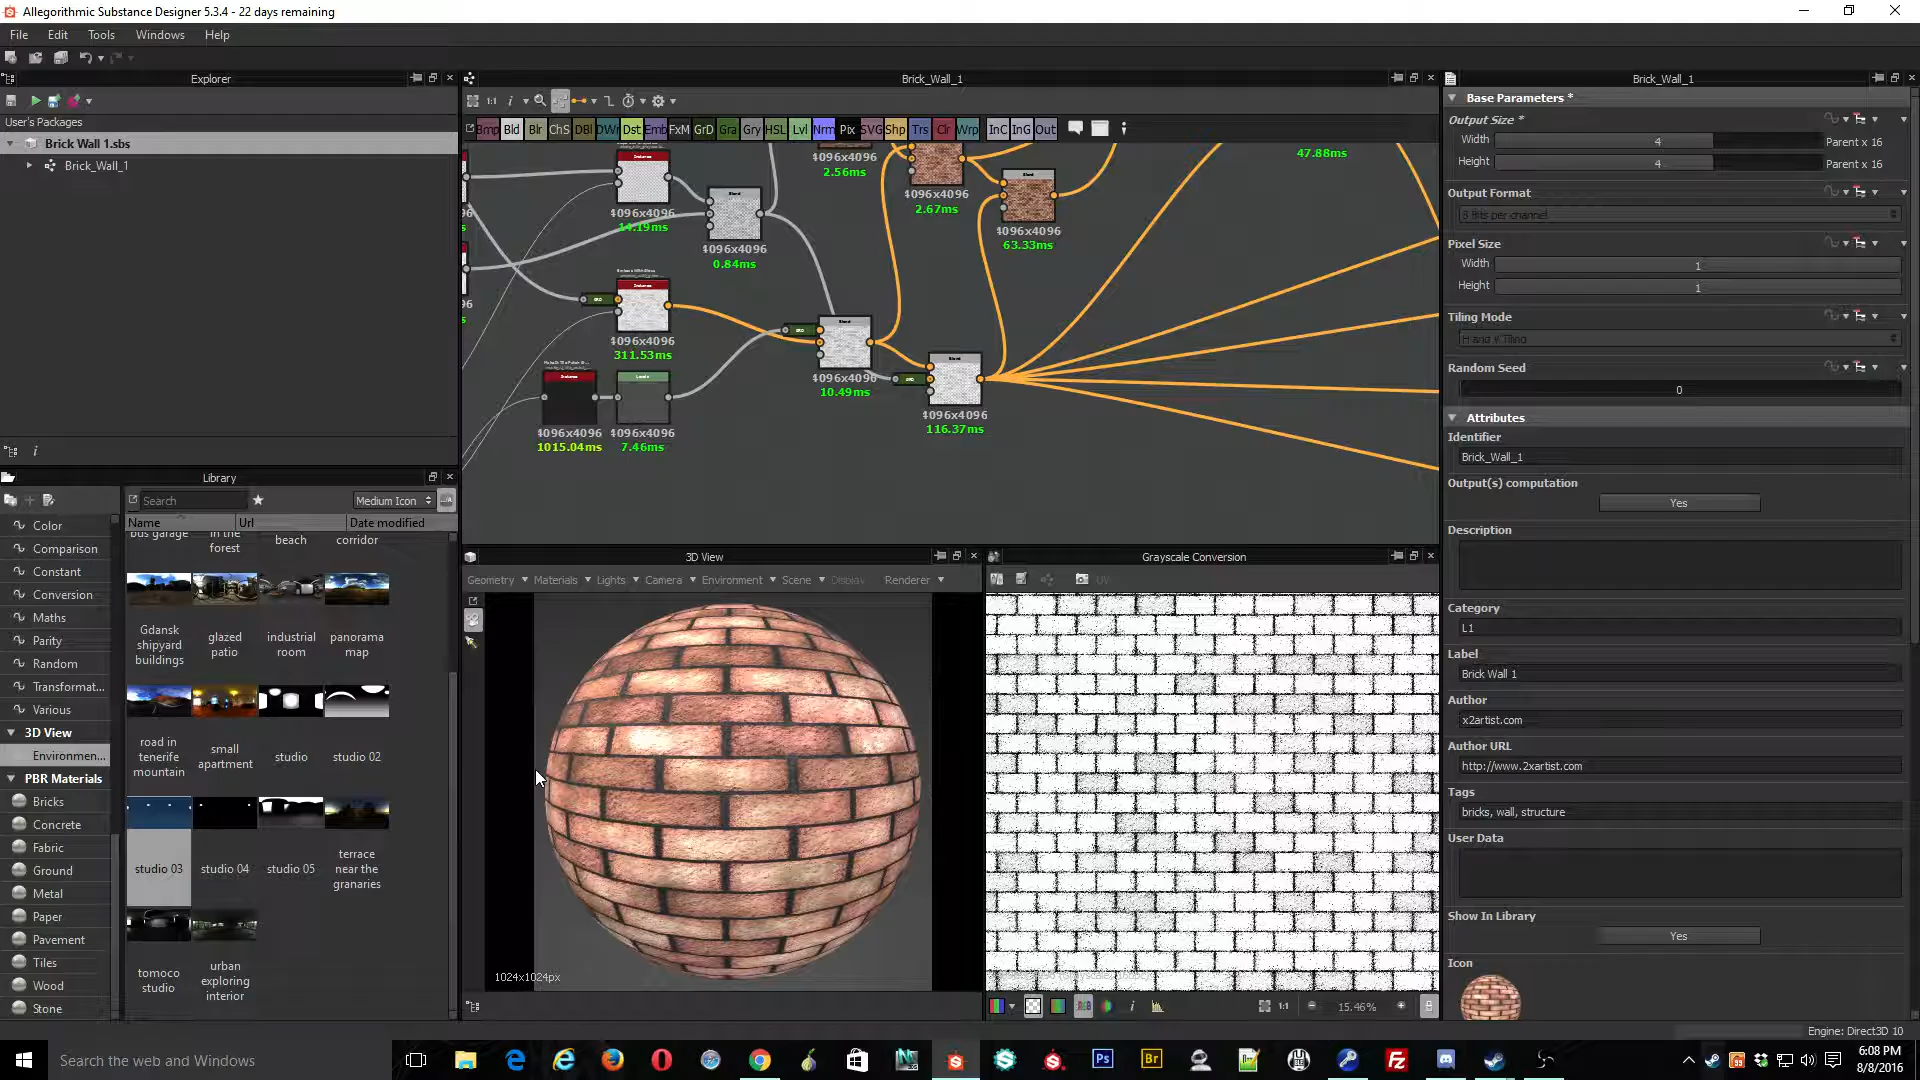 Allegorithmic Substance Designer 5.3.4 - 22 days remaining
File Edit Tools Windows Help
Explorer
User's Packages
Brick Wall 1.sbs
Brick_Wall_1
Library
Search
Medium Icon
Name Url Date modified
Color
Comparison
Constant
Conversion
Maths
Parity
Random
Transformat...
Various
3D View
Environmen...
PBR Materials
Bricks
Concrete
Fabric
Ground
Metal
Paper
Pavement
Tiles
Wood
Stone
bus garage
in the forest
beach
corridor
Gdansk shipyard buildings
glazed patio
industrial room
panorama map
road in tenerife mountain
small apartment
studio
studio 02
studio 03
studio 04
studio 05
terrace near the granaries
tomoco studio
urban exploring interior
Brick_Wall_1
1:1
Bmp Bld Blr ChS DBl DWr Dst Emb FxM GrD Gra Gry HSL Lvl Nrm Pix SVG Shp Trs Clr Wrp InC InG Out
4096x4096
14.19ms
4096x4096
0.84ms
4096x4096
2.56ms
4096x4096
2.67ms
4096x4096
63.33ms
47.88ms
4096x4096
311.53ms
4096x4096
1015.04ms
4096x4096
7.46ms
4096x4096
10.49ms
4096x4096
116.37ms
3D View
Geometry Materials Lights Camera Environment Scene Display Renderer
1024x1024px
Grayscale Conversion
UV
1:1
15.46%
Brick_Wall_1
Base Parameters *
Output Size *
Width 4 Parent x 16
Height 4 Parent x 16
Output Format
8 Bits per channel
Pixel Size
Width 1
Height 1
Tiling Mode
H and V Tiling
Random Seed
0
Attributes
Identifier
Brick_Wall_1
Output(s) computation
Yes
Description
Category
L1
Label
Brick Wall 1
Author
x2artist.com
Author URL
http://www.2xartist.com
Tags
bricks, wall, structure
User Data
Show In Library
Yes
Icon
Engine: Direct3D 10
Search the web and Windows
Ps
Br
6:08 PM
8/8/2016